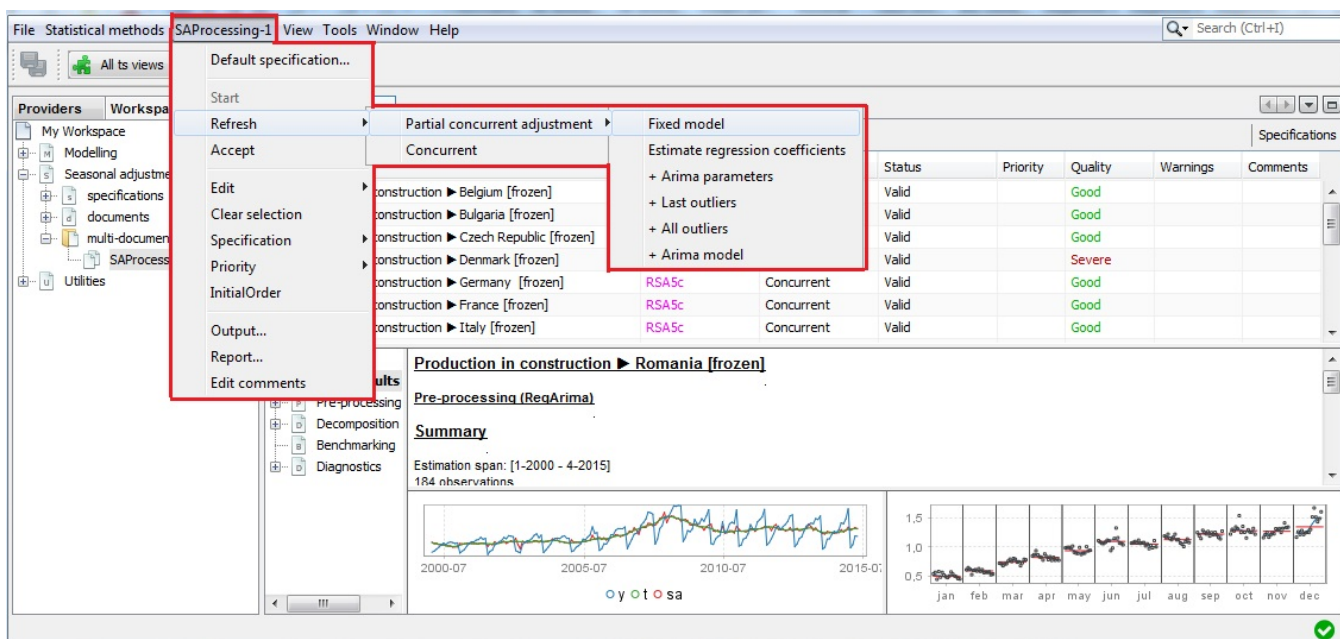 File Statistical methods SAProcessing-1 View Tools Window Help
Search (Ctrl+I)
All ts views
Default specification...
Start
Refresh
Accept
Edit
Clear selection
Specification
Priority
InitialOrder
Output...
Report...
Edit comments
Partial concurrent adjustment
Concurrent
Fixed model
Estimate regression coefficients
+ Arima parameters
+ Last outliers
+ All outliers
+ Arima model
Providers Workspa
My Workspace
Modelling
Seasonal adjustme
specifications
documents
multi-documen
SAProcess
Utilities
Specifications
Status Priority Quality Warnings Comments
construction ▶ Belgium [frozen] Valid Good
construction ▶ Bulgaria [frozen] Valid Good
construction ▶ Czech Republic [frozen] Valid Good
construction ▶ Denmark [frozen] Valid Severe
construction ▶ Germany [frozen] RSA5c Concurrent Valid Good
construction ▶ France [frozen] RSA5c Concurrent Valid Good
construction ▶ Italy [frozen] RSA5c Concurrent Valid Good
ults
Pre-processing
Decomposition
Benchmarking
Diagnostics
Production in construction ▶ Romania [frozen]
Pre-processing (RegArima)
Summary
Estimation span: [1-2000 - 4-2015]
184 observations
2000-07 2005-07 2010-07 2015-07
y t sa
1,5
1,0
0,5
jan feb mar apr may jun jul aug sep oct nov dec